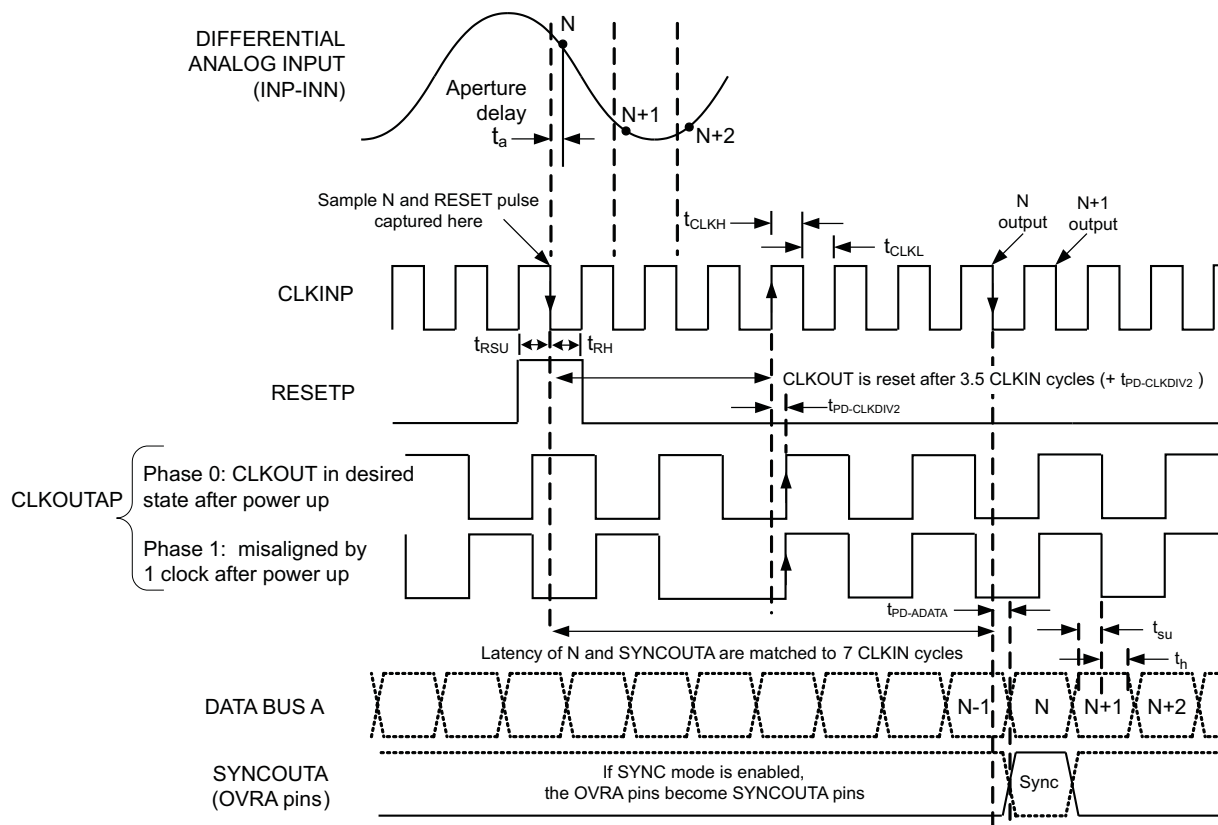 DIFFERENTIAL
ANALOG INPUT
(INP-INN)
N
Aperture
delay
ta
N+1
N+2
Sample N and RESET pulse
captured here
tCLKH
tCLKL
N
output
N+1
output
CLKINP
tRSU
tRH
RESETP
CLKOUT is reset after 3.5 CLKIN cycles (+ tPD-CLKDIV2 )
tPD-CLKDIV2
CLKOUTAP
Phase 0: CLKOUT in desired
state after power up
Phase 1: misaligned by
1 clock after power up
tPD-ADATA
tsu
th
Latency of N and SYNCOUTA are matched to 7 CLKIN cycles
DATA BUS A
N-1
N
N+1
N+2
SYNCOUTA
(OVRA pins)
If SYNC mode is enabled,
the OVRA pins become SYNCOUTA pins
Sync